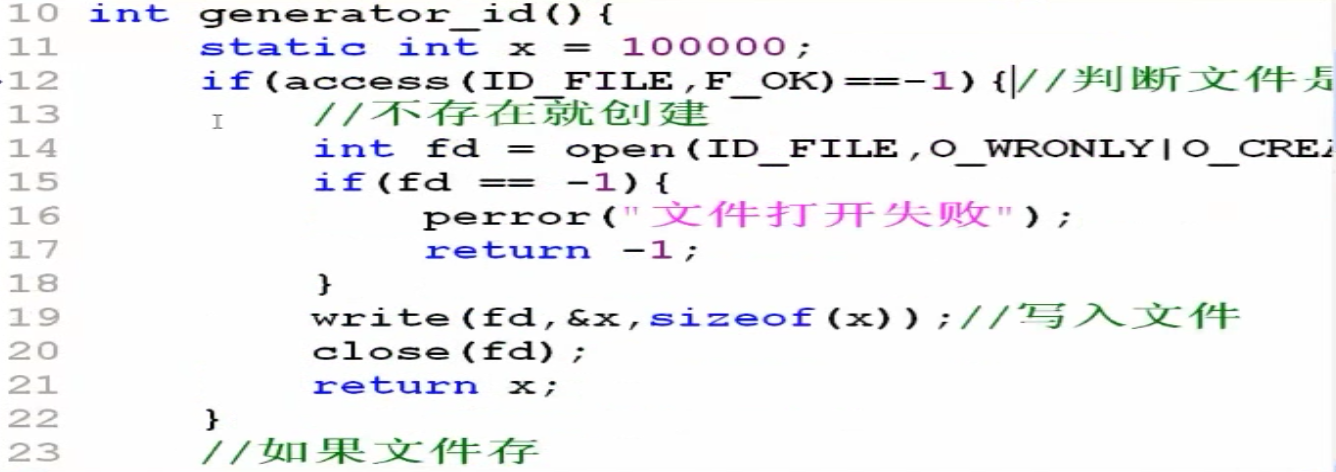 10 int generator_id(){
11 static int x = 100000;
12 if(access(ID_FILE,F_OK)==-1){//判断文件是
13 //不存在就创建
14 int fd = open(ID_FILE,O_WRONLY|O_CREA
15 if(fd == -1){
16 perror("文件打开失败");
17 return -1;
18 }
19 write(fd,&x,sizeof(x));//写入文件
20 close(fd);
21 return x;
22 }
23 //如果文件存